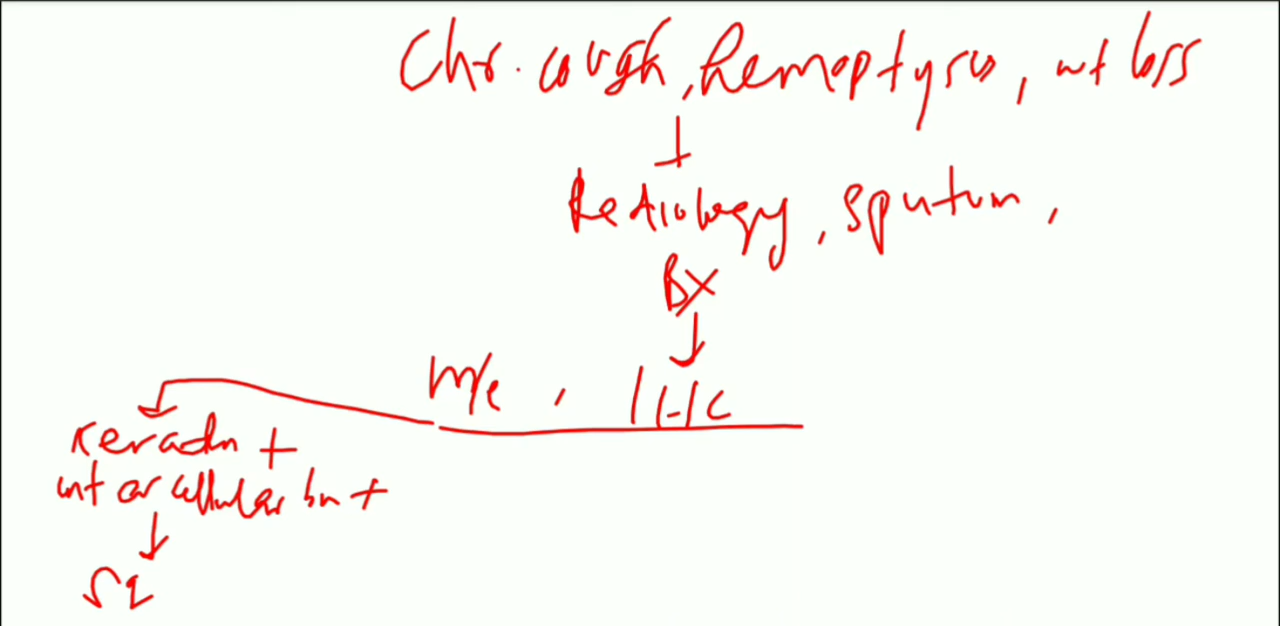 Chr. cough, hemoptysis, wt loss
Radiology, sputum,
BX
M/E, IHC
Keratin +
intercellular br +
Sq